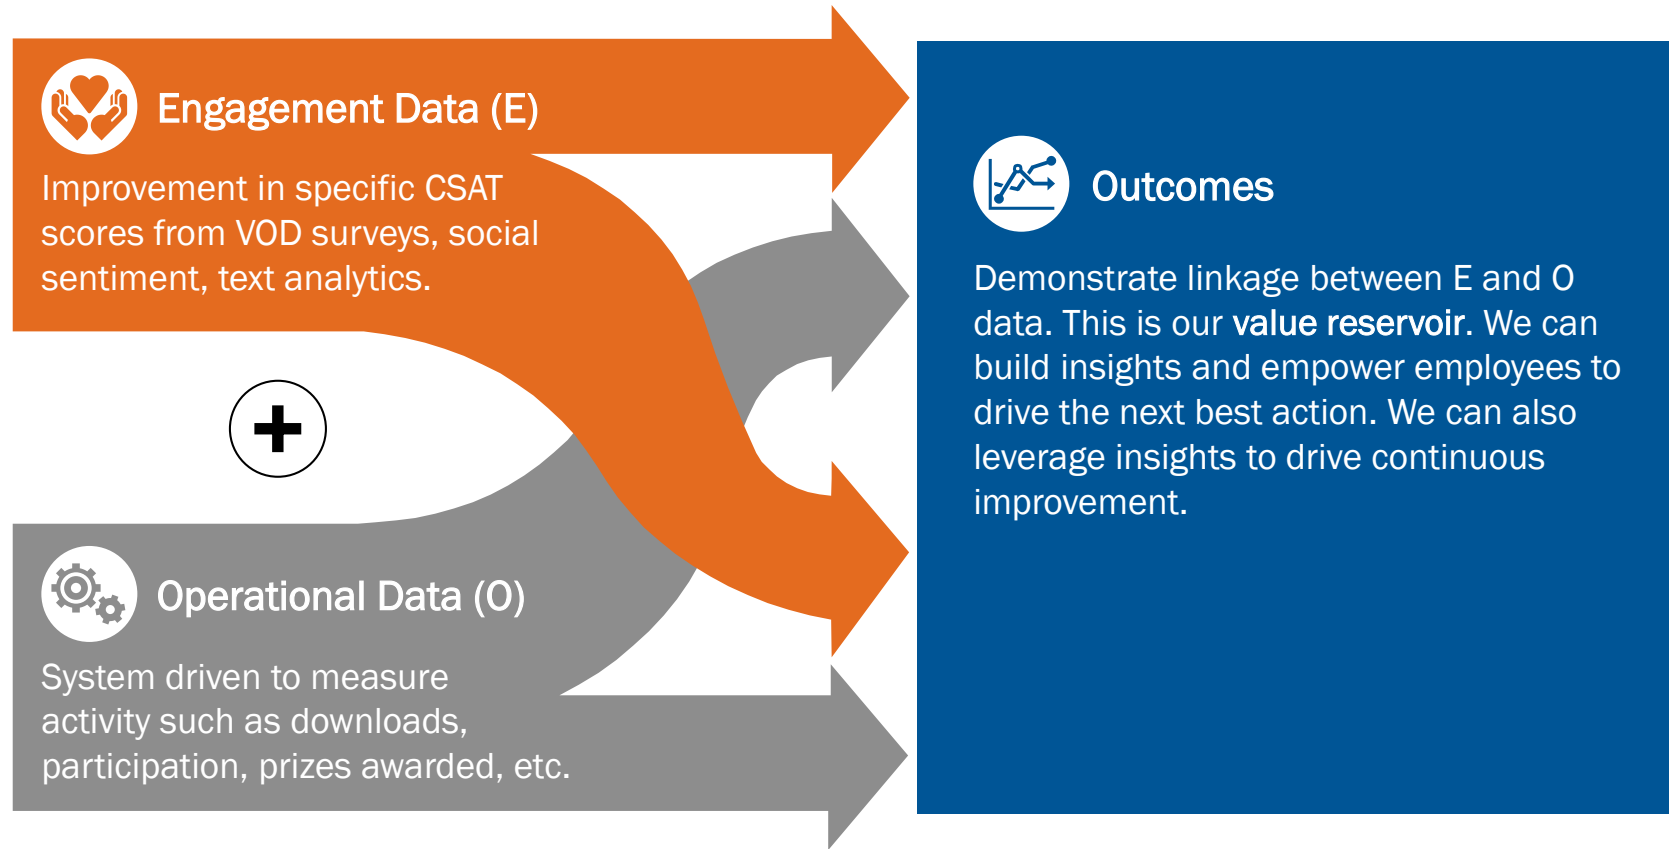 Engagement Data (E)
Improvement in specific CSAT
scores from VOD surveys, social
sentiment, text analytics.
Operational Data (O)
System driven to measure
activity such as downloads,
participation, prizes awarded, etc.
Outcomes
Demonstrate linkage between E and O
data. This is our value reservoir. We can
build insights and empower employees to
drive the next best action. We can also
leverage insights to drive continuous
improvement.